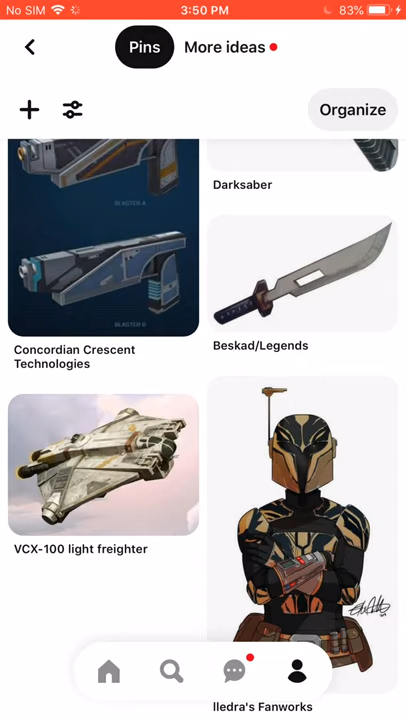 No SIM
3:50 PM
83%
Pins
More ideas
Organize
BLASTER A
BLASTER B
Concordian Crescent
Technologies
Darksaber
Beskad/Legends
VCX-100 light freighter
Iledra's Fanworks